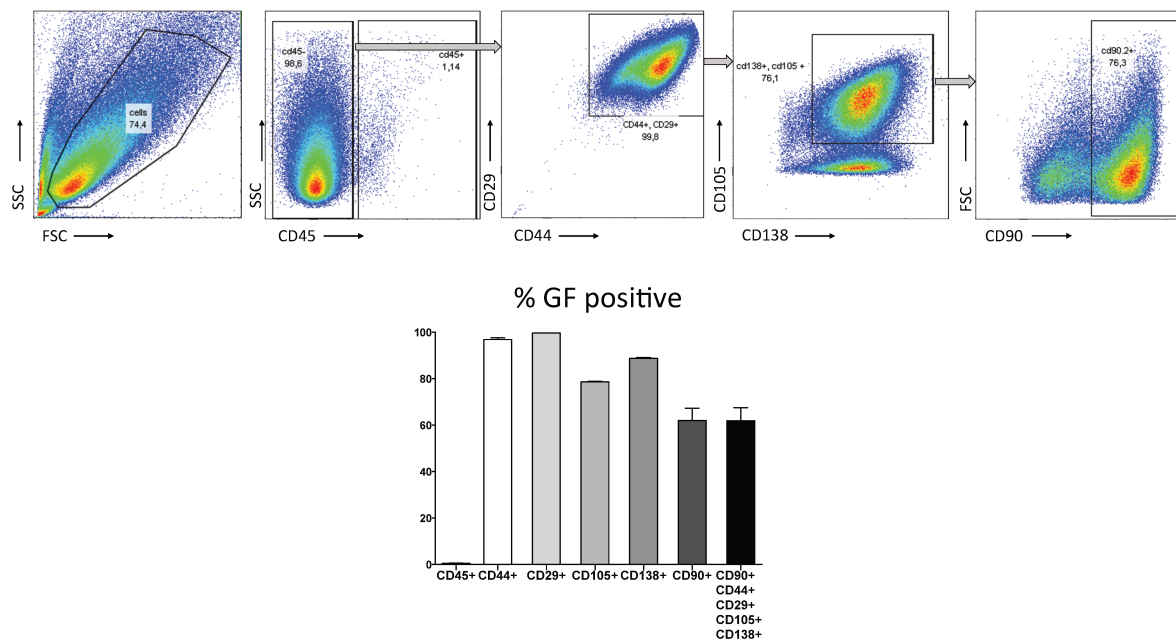 SSC
cells
74,4
FSC
SSC
cd45-
98,6
cd45+
1,14
CD45
CD29
CD44+, CD29+
99,8
CD44
CD105
cd138+, cd105 +
76,1
CD138
FSC
cd90.2+
76,3
CD90
% GF positive
100
80
60
40
20
0
CD45+ CD44+ CD29+ CD105+ CD138+ CD90+ CD90+
CD44+
CD29+
CD105+
CD138+